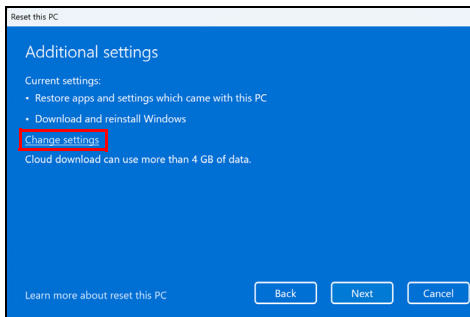 Reset this PC
Additional settings
Current settings:
• Restore apps and settings which came with this PC
• Download and reinstall Windows
Change settings
Cloud download can use more than 4 GB of data.
Learn more about reset this PC
Back
Next
Cancel